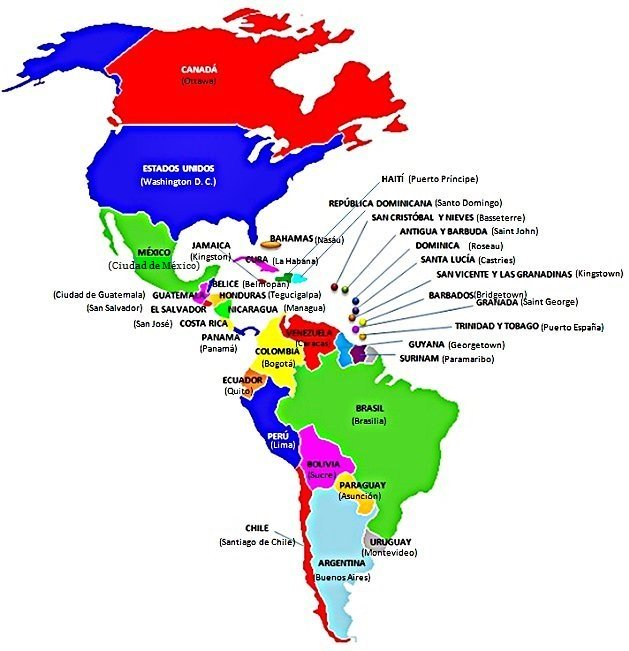 CANADÁ
(Ottawa)
ESTADOS UNIDOS
(Washington D. C.)
HAITÍ (Puerto Príncipe)
REPÚBLICA DOMINICANA (Santo Domingo)
SAN CRISTÓBAL Y NIEVES (Basseterre)
ANTIGUA Y BARBUDA (Saint John)
BAHAMAS (Nasáu)
DOMINICA (Roseau)
JAMAICA
(Kingston)
CUBA (La Habana)
SANTA LUCÍA (Castries)
MÉXICO
(Ciudad de México)
SAN VICENTE Y LAS GRANADINAS (Kingstown)
BELICE (Belmopan)
(Ciudad de Guatemala) GUATEMALA
HONDURAS (Tegucigalpa)
BARBADOS (Bridgetown)
GRANADA (Saint George)
(San Salvador) EL SALVADOR
NICARAGUA (Managua)
(San José) COSTA RICA
TRINIDAD Y TOBAGO (Puerto España)
PANAMA
(Panamá)
VENEZUELA
(Caracas)
GUYANA (Georgetown)
COLOMBIA
(Bogotá)
SURINAM (Paramaribo)
ECUADOR
(Quito)
BRASIL
(Brasilia)
PERÚ
(Lima)
BOLIVIA
(Sucre)
PARAGUAY
(Asunción)
CHILE
(Santiago de Chile)
URUGUAY
(Montevideo)
ARGENTINA
(Buenos Aires)